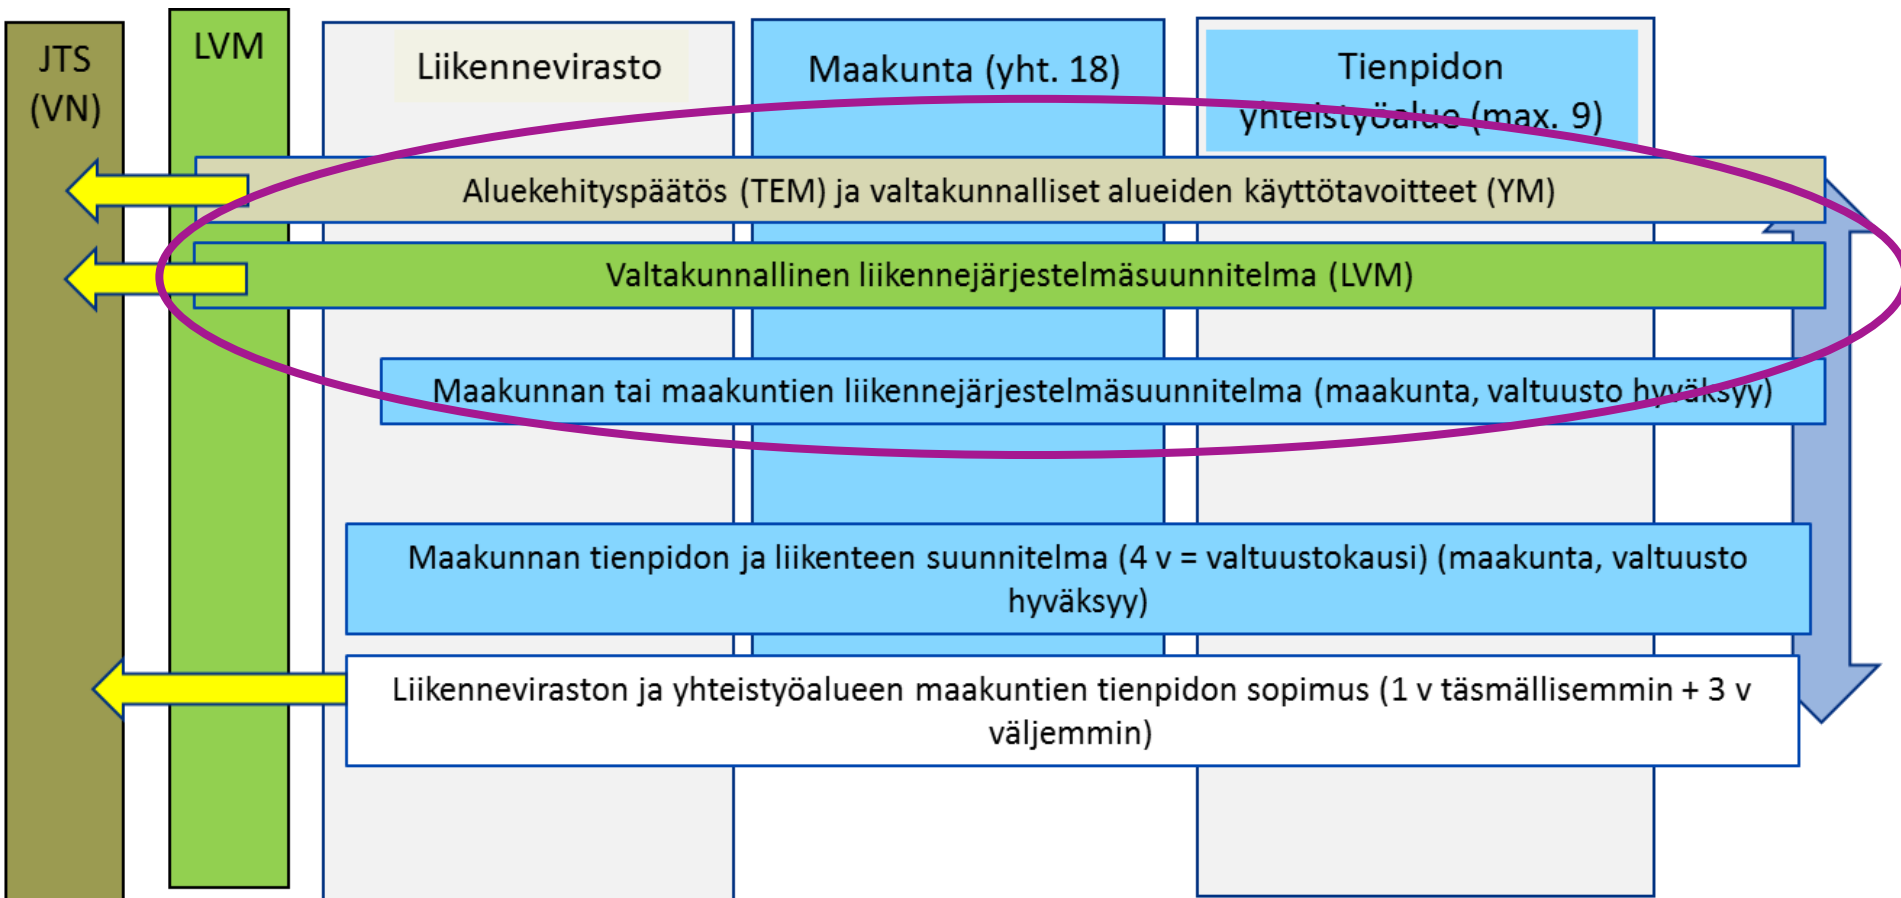 JTS
(VN)
LVM
Liikennevirasto
Maakunta (yht. 18)
Tienpidon
yhteistyöalue (max. 9)
Aluekehityspäätös (TEM) ja valtakunnalliset alueiden käyttötavoitteet (YM)
Valtakunnallinen liikennejärjestelmäsuunnitelma (LVM)
Maakunnan tai maakuntien liikennejärjestelmäsuunnitelma (maakunta, valtuusto hyväksyy)
Maakunnan tienpidon ja liikenteen suunnitelma (4 v = valtuustokausi) (maakunta, valtuusto
hyväksyy)
Liikenneviraston ja yhteistyöalueen maakuntien tienpidon sopimus (1 v täsmällisemmin + 3 v
väljemmin)